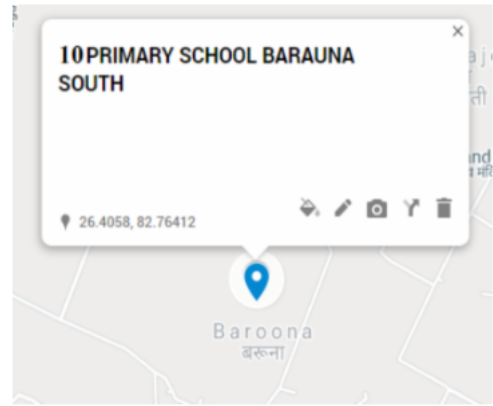 10PRIMARY SCHOOL BARAUNA
SOUTH
26.4058, 82.76412
Baroona
बरूना